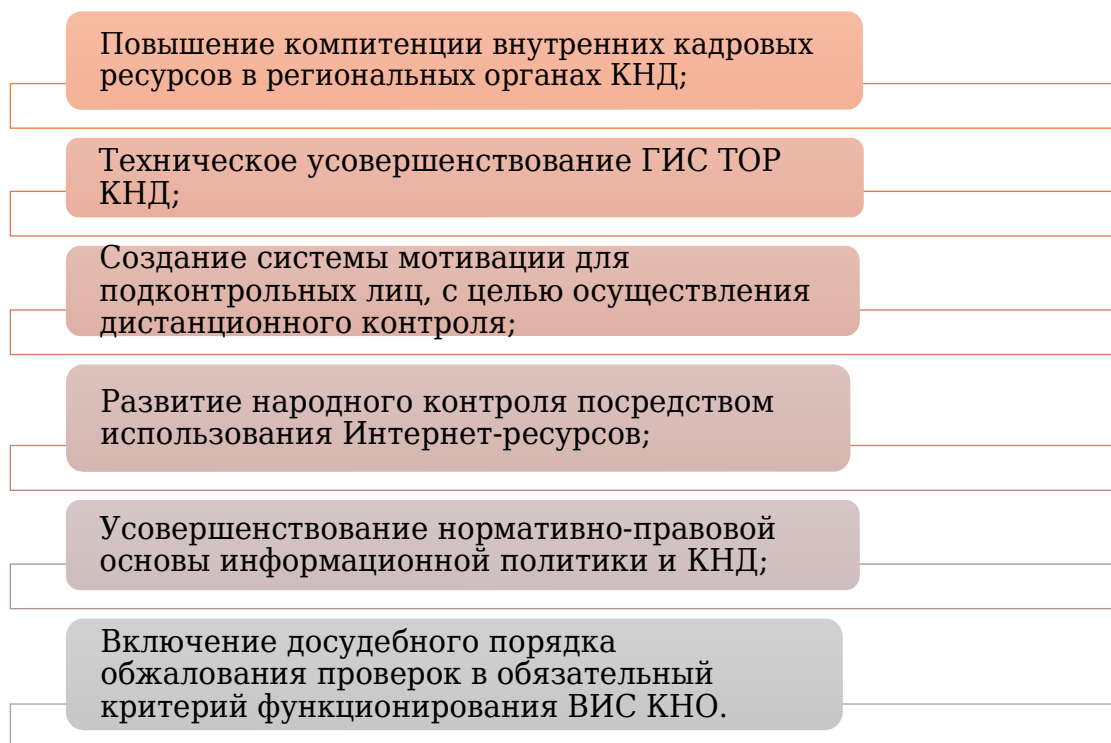 Повышение компитенции внутренних кадровых
ресурсов в региональных органах КНД;
Техническое усовершенствование ГИС ТОР
КНД;
Создание системы мотивации для
подконтрольных лиц, с целью осуществления
дистанционного контроля;
Развитие народного контроля посредством
использования Интернет-ресурсов;
Усовершенствование нормативно-правовой
основы информационной политики и КНД;
Включение досудебного порядка
обжалования проверок в обязательный
критерий функционирования ВИС КНО.